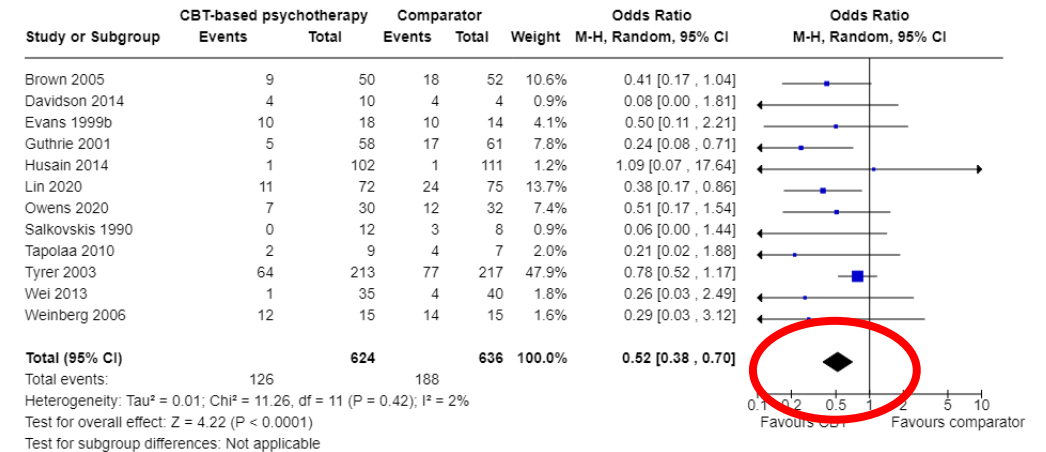 CBT-based psychotherapy Comparator Odds Ratio Odds Ratio
Study or Subgroup Events Total Events Total Weight M-H, Random, 95% CI M-H, Random, 95% CI
Brown 2005 9 50 18 52 10.6% 0.41 [0.17 , 1.04]
Davidson 2014 4 10 4 4 0.9% 0.08 [0.00 , 1.81]
Evans 1999b 10 18 10 14 4.1% 0.50 [0.11 , 2.21]
Guthrie 2001 5 58 17 61 7.8% 0.24 [0.08 , 0.71]
Husain 2014 1 102 1 111 1.2% 1.09 [0.07 , 17.64]
Lin 2020 11 72 24 75 13.7% 0.38 [0.17 , 0.86]
Owens 2020 7 30 12 32 7.4% 0.51 [0.17 , 1.54]
Salkovskis 1990 0 12 3 8 0.9% 0.06 [0.00 , 1.44]
Tapolaa 2010 2 9 4 7 2.0% 0.21 [0.02 , 1.88]
Tyrer 2003 64 213 77 217 47.9% 0.78 [0.52 , 1.17]
Wei 2013 1 35 4 40 1.8% 0.26 [0.03 , 2.49]
Weinberg 2006 12 15 14 15 1.6% 0.29 [0.03 , 3.12]
Total (95% CI) 624 636 100.0% 0.52 [0.38 , 0.70]
Total events: 126 188
Heterogeneity: Tau² = 0.01; Chi² = 11.26, df = 11 (P = 0.42); I² = 2%
0.1 0.2 0.5 1 2 5 10
Test for overall effect: Z = 4.22 (P < 0.0001)
Favours CBT Favours comparator
Test for subgroup differences: Not applicable